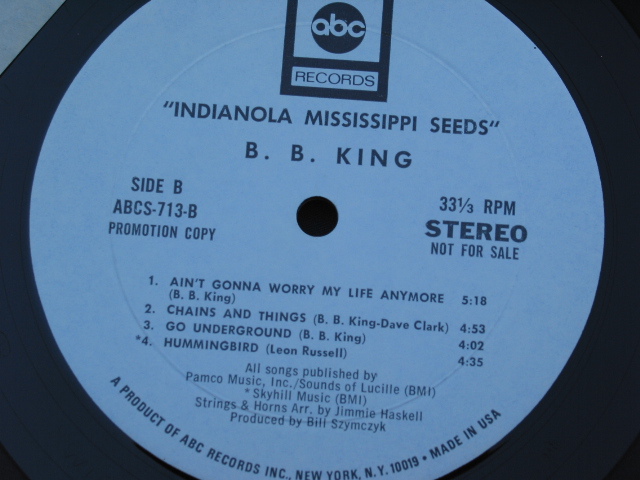 abc
RECORDS
"INDIANOLA MISSISSIPPI SEEDS"
B. B. KING
SIDE B
ABCS-713-B
PROMOTION COPY
33⅓ RPM
STEREO
NOT FOR SALE
1. AIN'T GONNA WORRY MY LIFE ANYMORE 5:18
(B. B. King)
2. CHAINS AND THINGS (B. B. King-Dave Clark) 4:53
3. GO UNDERGROUND (B. B. King) 4:02
*4. HUMMINGBIRD (Leon Russell) 4:35
All songs published by
Pamco Music, Inc./Sounds of Lucille (BMI)
*Skyhill Music (BMI)
Strings & Horns Arr. by Jimmie Haskell
Produced by Bill Szymczyk
A PRODUCT OF ABC RECORDS INC., NEW YORK, N.Y. 10019 • MADE IN USA